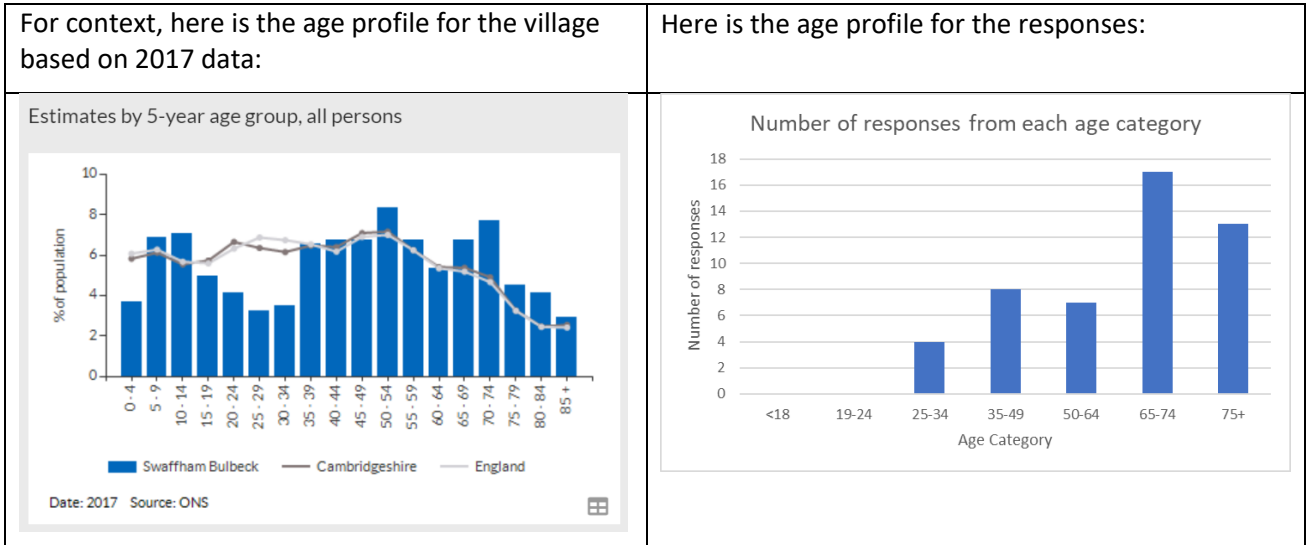 For context, here is the age profile for the village
based on 2017 data:
Here is the age profile for the responses:
Estimates by 5-year age group, all persons
10
8
6
4
2
0
% of population
0 - 4
5 - 9
10 - 14
15 - 19
20 - 24
25 - 29
30 - 34
35 - 39
40 - 44
45 - 49
50 - 54
55 - 59
60 - 64
65 - 69
70 - 74
75 - 79
80 - 84
85 +
Swaffham Bulbeck
Cambridgeshire
England
Date: 2017 Source: ONS
Number of responses from each age category
18
16
14
12
10
8
6
4
2
0
Number of responses
<18
19-24
25-34
35-49
50-64
65-74
75+
Age Category